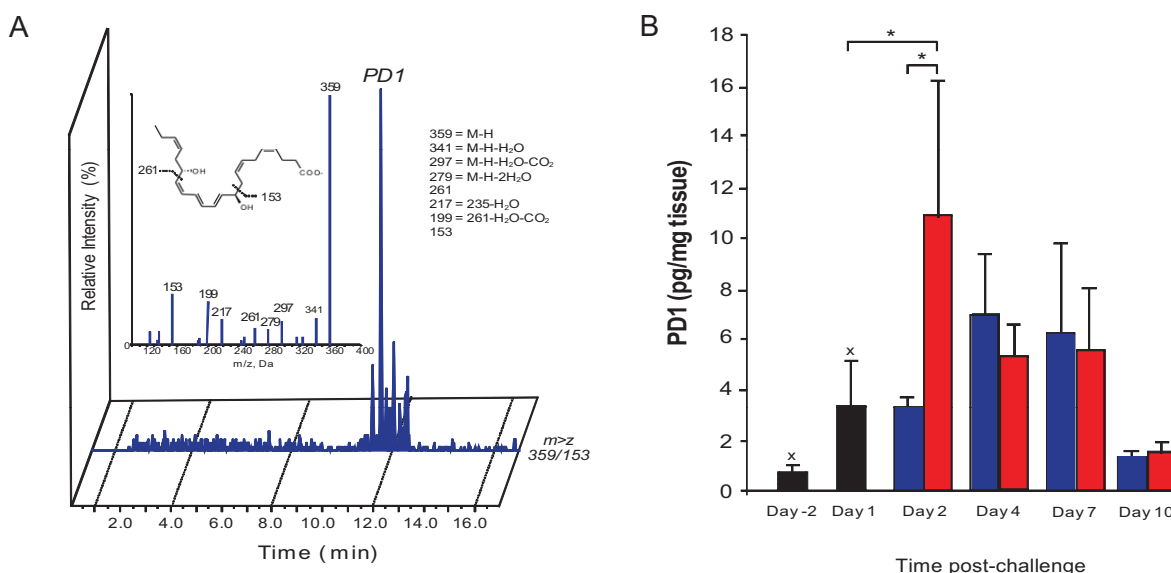 A
Relative Intensity (%)
359
PD1
261
OH
COO-
153
OH
359 = M-H
341 = M-H-H₂O
297 = M-H-H₂O-CO₂
279 = M-H-2H₂O
261
217 = 235-H₂O
199 = 261-H₂O-CO₂
153
153
199
217
261
279
297
341
0
120 160 200 240 280 320 360 400
m/z, Da
m>z
359/153
2.0 4.0 6.0 8.0 10.0 12.0 14.0 16.0
Time (min)
B
PD1 (pg/mg tissue)
18
16
14
12
10
8
6
4
2
0
*
*
x
x
Day -2 Day 1 Day 2 Day 4 Day 7 Day 10
Time post-challenge